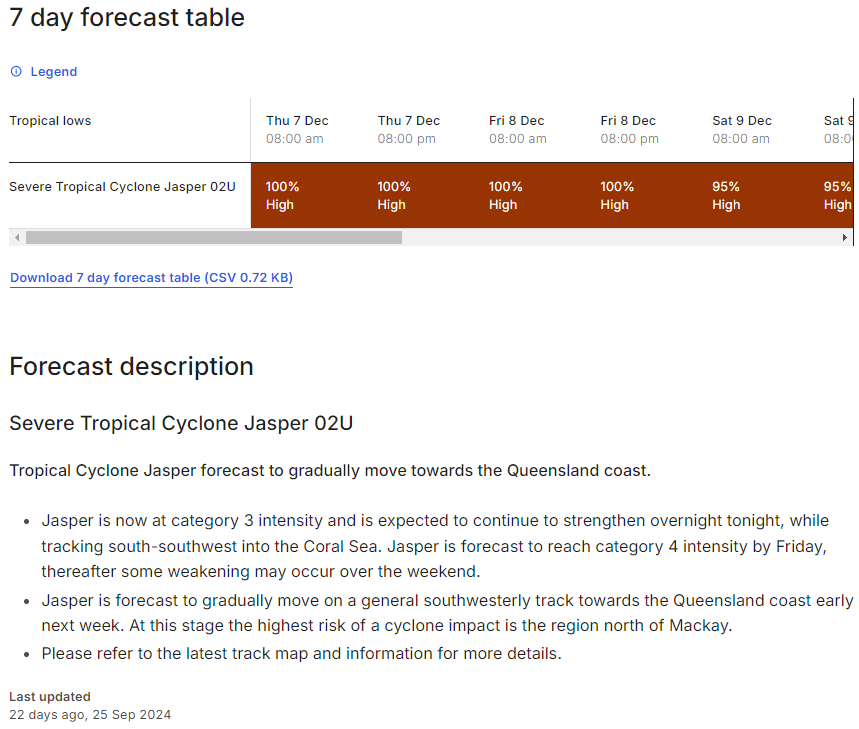 7 day forecast table
Legend
Tropical lows
Thu 7 Dec
08:00 am
Thu 7 Dec
08:00 pm
Fri 8 Dec
08:00 am
Fri 8 Dec
08:00 pm
Sat 9 Dec
08:00 am
Sat 9
08:0
Severe Tropical Cyclone Jasper 02U
100%
High
100%
High
100%
High
100%
High
95%
High
95%
High
Download 7 day forecast table (CSV 0.72 KB)
Forecast description
Severe Tropical Cyclone Jasper 02U
Tropical Cyclone Jasper forecast to gradually move towards the Queensland coast.
Jasper is now at category 3 intensity and is expected to continue to strengthen overnight tonight, while
tracking south-southwest into the Coral Sea. Jasper is forecast to reach category 4 intensity by Friday,
thereafter some weakening may occur over the weekend.
Jasper is forecast to gradually move on a general southwesterly track towards the Queensland coast early
next week. At this stage the highest risk of a cyclone impact is the region north of Mackay.
Please refer to the latest track map and information for more details.
Last updated
22 days ago, 25 Sep 2024